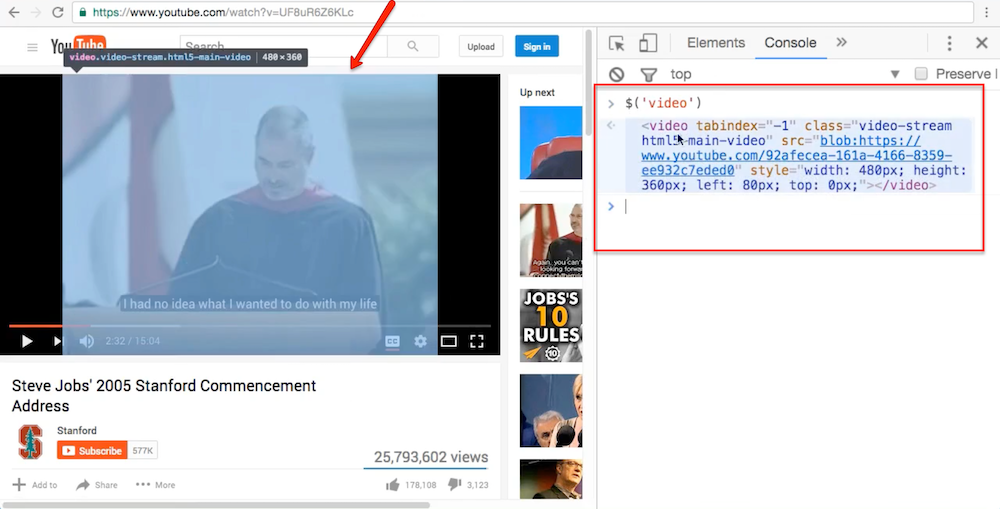 https://www.youtube.com/watch?v=UF8uR6Z6KLc
YouTube
Search
Upload
Sign in
video.video-stream.html5-main-video | 480×360
I had no idea what I wanted to do with my life
2:32 / 15:04
CC
Steve Jobs' 2005 Stanford Commencement
Address
Stanford
Subscribe
577K
25,793,602 views
Add to
Share
More
178,108
3,123
Up next
Again, you can't
looking forward
JOBS'S
10
RULES
10
Elements
Console
top
Preserve l
$('video')
<video tabindex="-1" class="video-stream
html5-main-video" src="blob:https://
www.youtube.com/92afecea-161a-4166-8359-
ee932c7eded0" style="width: 480px; height:
360px; left: 80px; top: 0px;"></video>